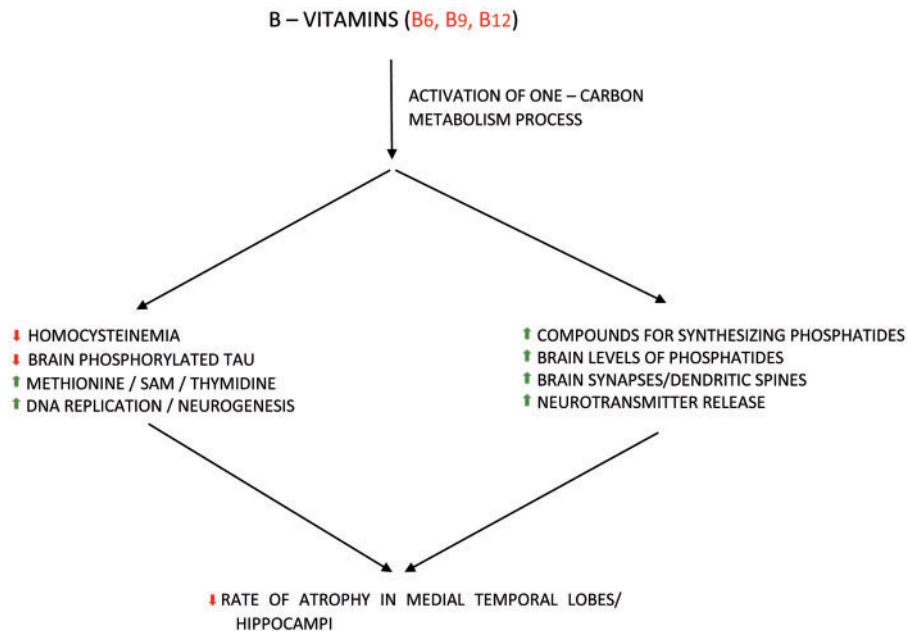 B – VITAMINS (B6, B9, B12)
ACTIVATION OF ONE – CARBON
METABOLISM PROCESS
⬇ HOMOCYSTEINEMIA
⬇ BRAIN PHOSPHORYLATED TAU
⬆ METHIONINE / SAM / THYMIDINE
⬆ DNA REPLICATION / NEUROGENESIS
⬆ COMPOUNDS FOR SYNTHESIZING PHOSPHATIDES
⬆ BRAIN LEVELS OF PHOSPHATIDES
⬆ BRAIN SYNAPSES/DENDRITIC SPINES
⬆ NEUROTRANSMITTER RELEASE
⬇ RATE OF ATROPHY IN MEDIAL TEMPORAL LOBES/
HIPPOCAMPI